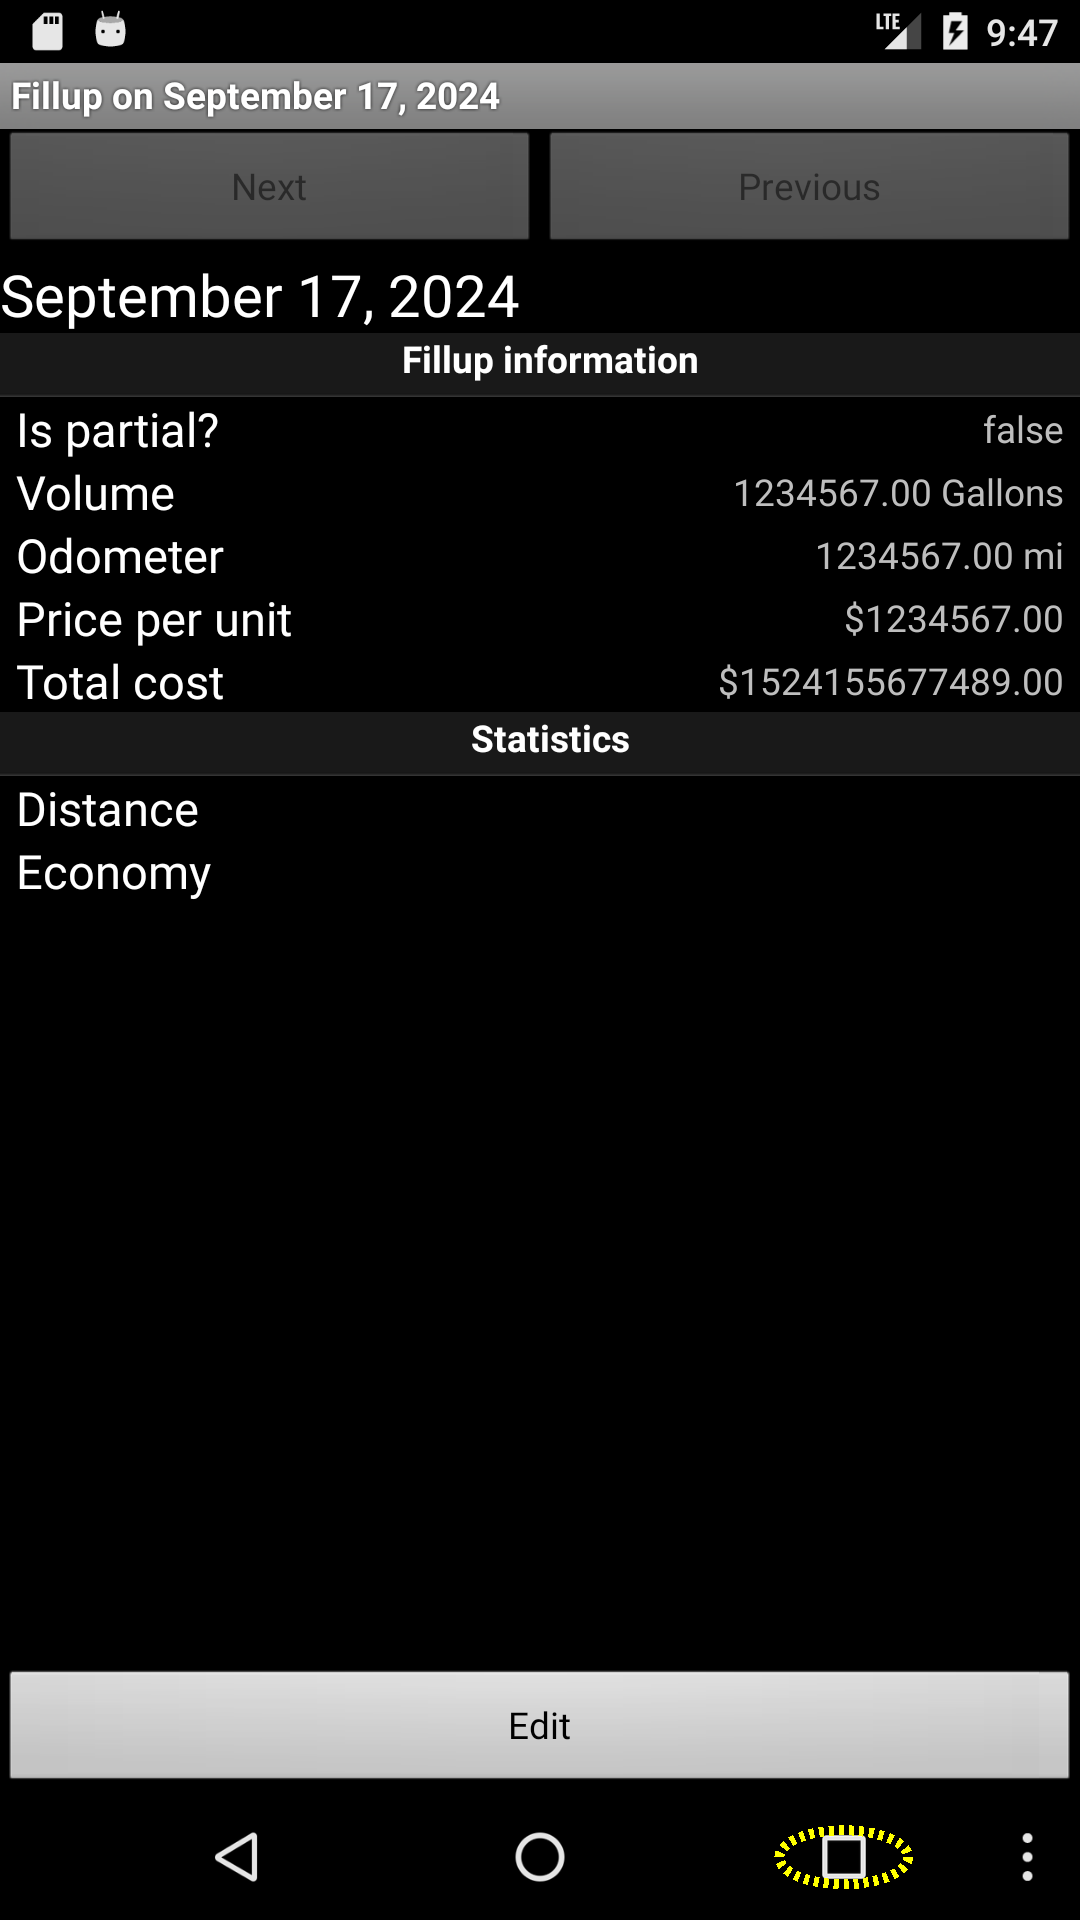 LTE 9:47
Fillup on September 17, 2024
Next Previous
September 17, 2024
Fillup information
Is partial? false
Volume 1234567.00 Gallons
Odometer 1234567.00 mi
Price per unit $1234567.00
Total cost $1524155677489.00
Statistics
Distance
Economy
Edit